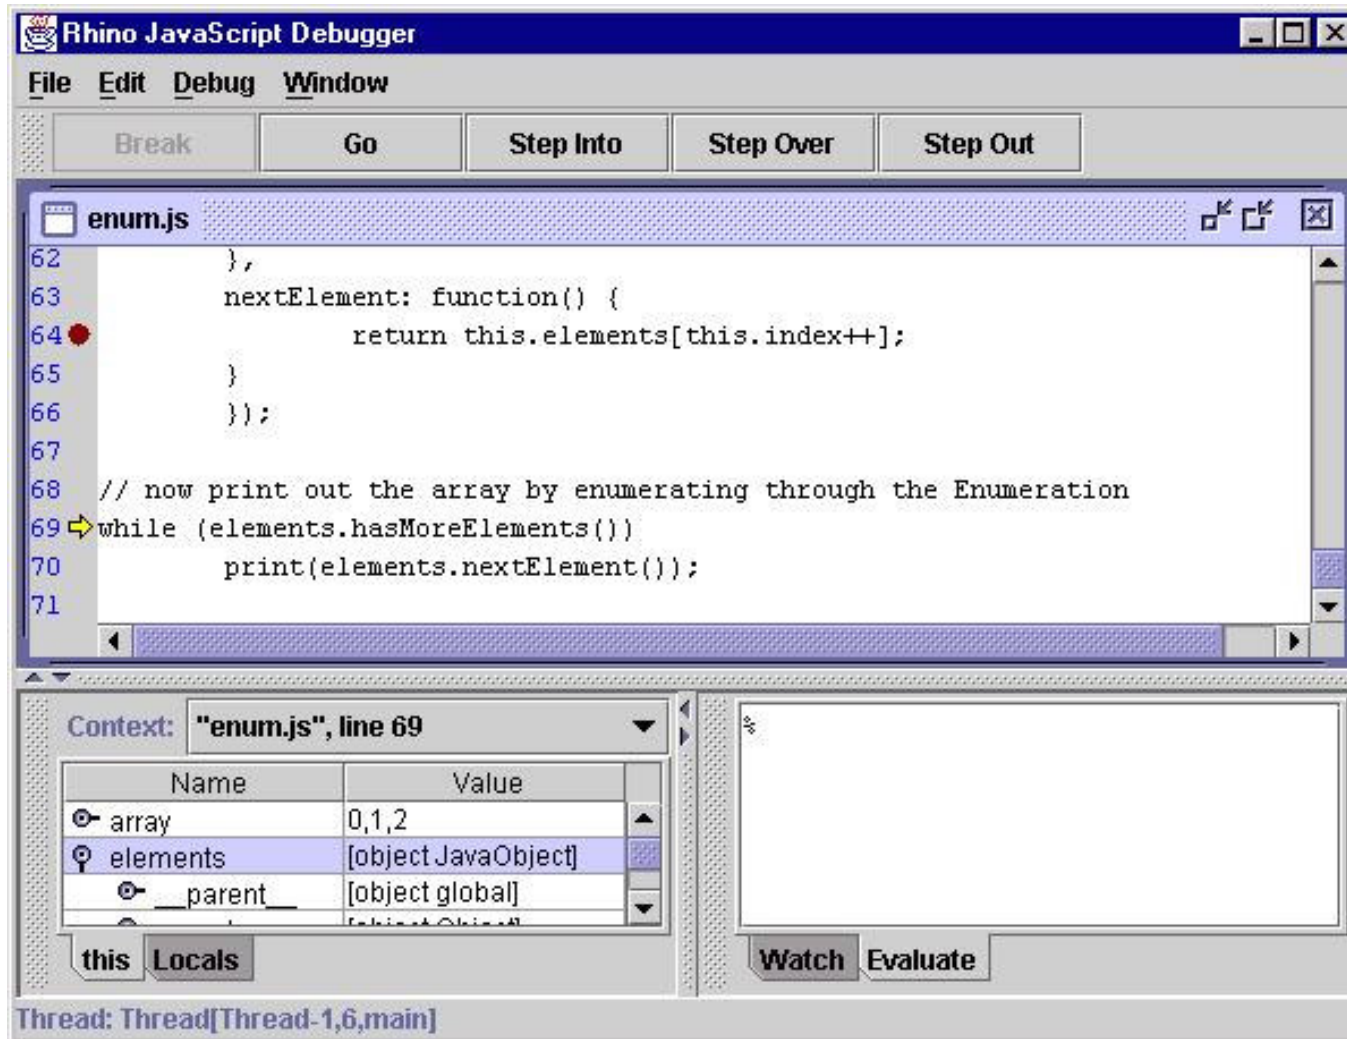 Rhino JavaScript Debugger
File Edit Debug Window
Break Go Step Into Step Over Step Out
enum.js
62 },
63 nextElement: function() {
64 return this.elements[this.index++];
65 }
66 });
67
68 // now print out the array by enumerating through the Enumeration
69 while (elements.hasMoreElements())
70 print(elements.nextElement());
71
Context: "enum.js", line 69
%
Name Value
array 0,1,2
elements [object JavaObject]
__parent__ [object global]
[object Object]
this Locals
Watch Evaluate
Thread: Thread[Thread-1,6,main]